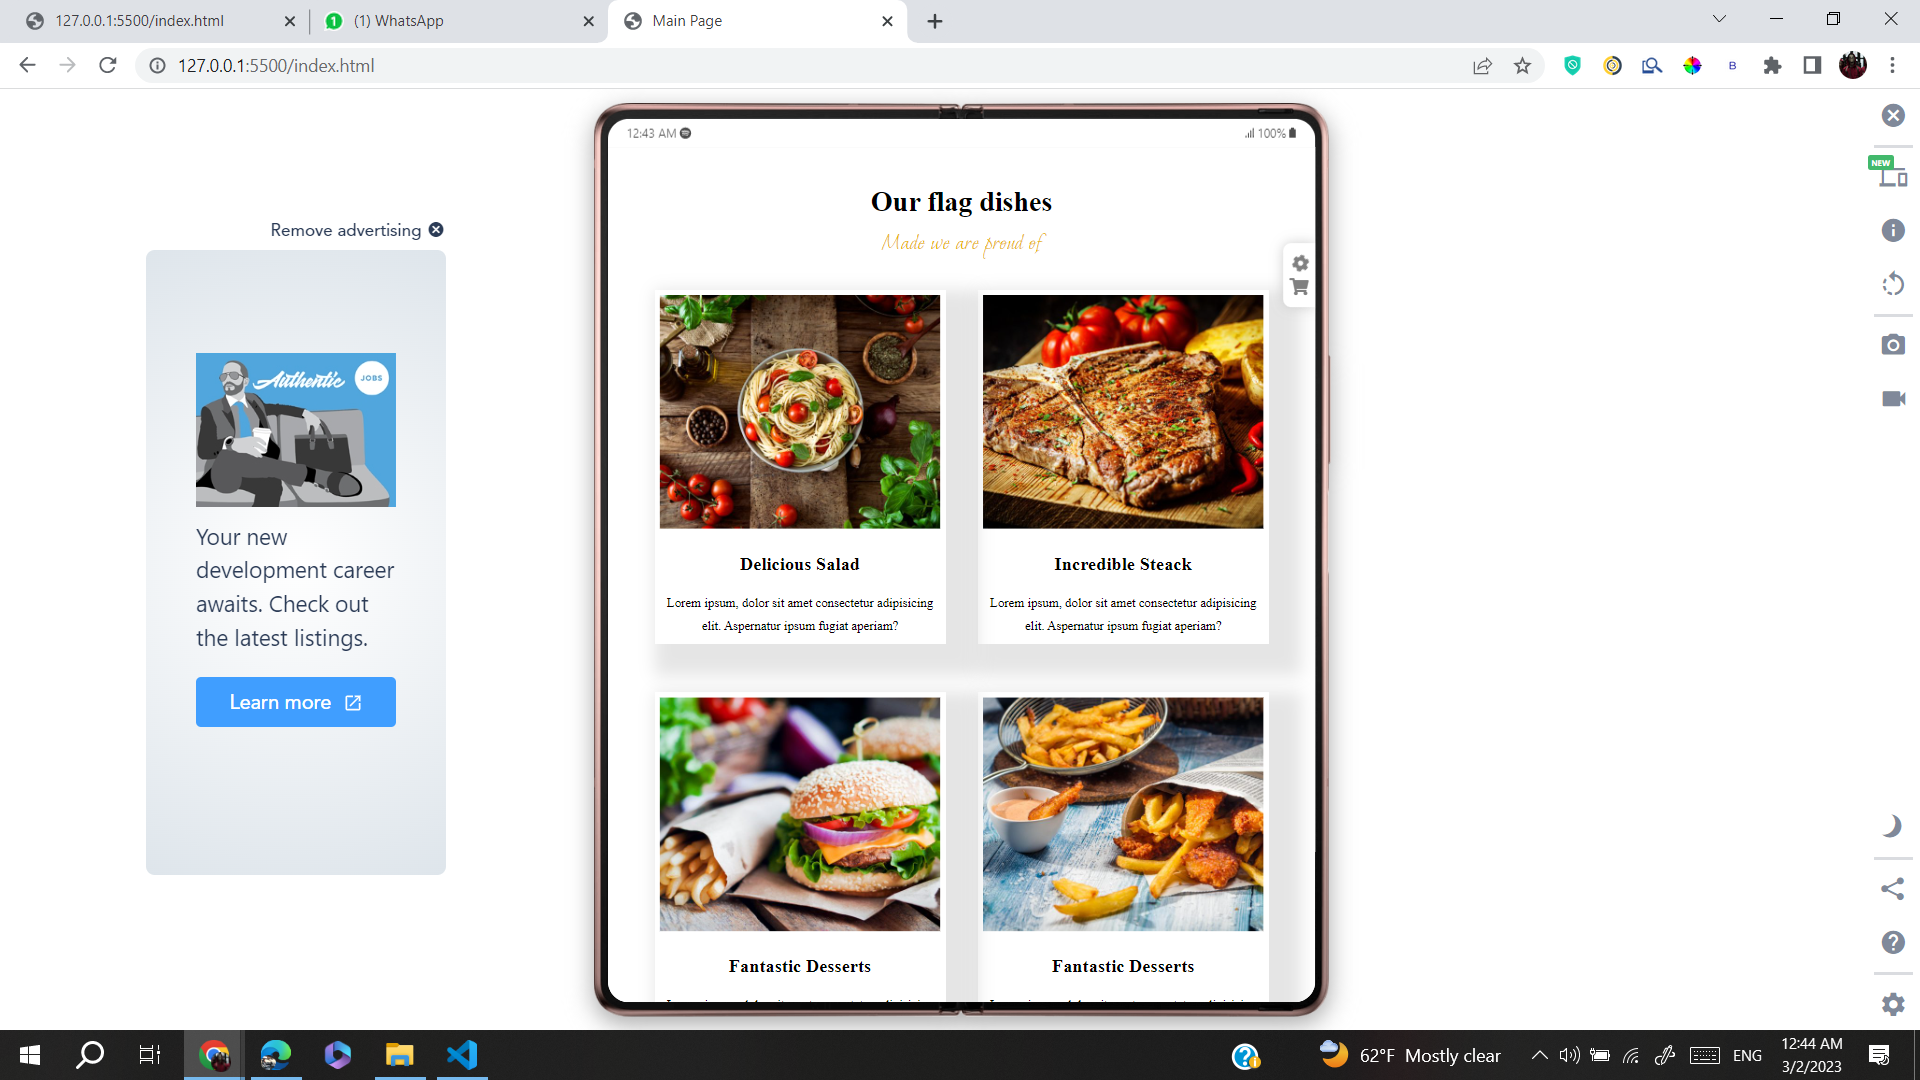 127.0.0.1:5500/index.html
(1) WhatsApp
Main Page
127.0.0.1:5500/index.html
B
12:43 AM
100%
NEW
Our flag dishes
Made we are proud of
Remove advertising
Authentic
JOBS
Your new
development career
awaits. Check out
the latest listings.
Learn more
Delicious Salad
Lorem ipsum, dolor sit amet consectetur adipisicing
elit. Aspernatur ipsum fugiat aperiam?
Incredible Steack
Lorem ipsum, dolor sit amet consectetur adipisicing
elit. Aspernatur ipsum fugiat aperiam?
Fantastic Desserts
Fantastic Desserts
62°F Mostly clear
ENG
12:44 AM
3/2/2023